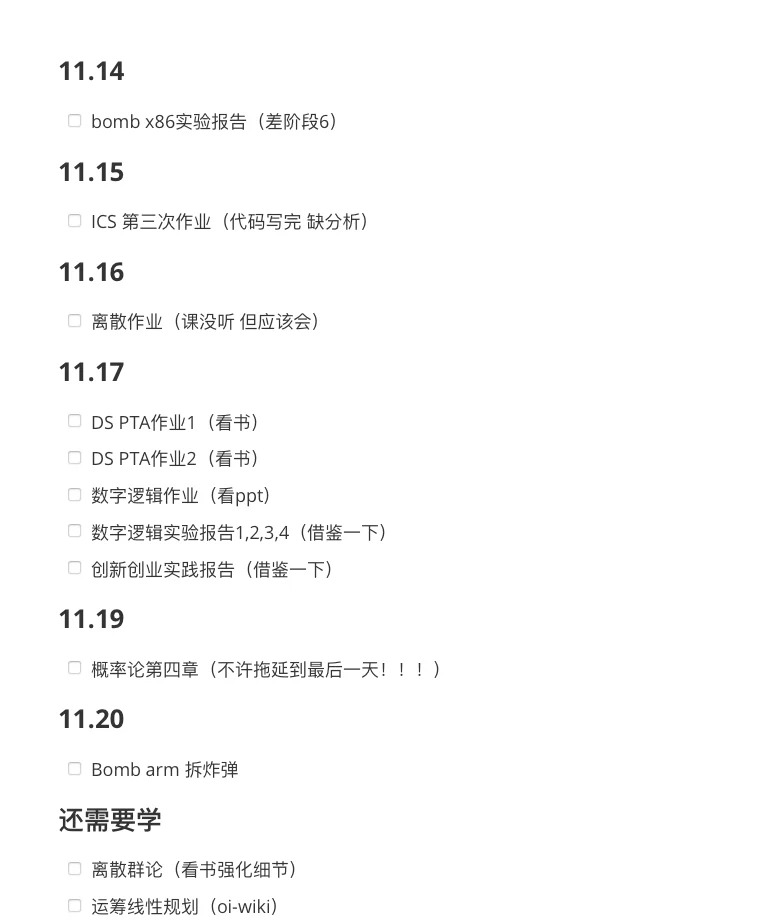 11.14
bomb x86实验报告（差阶段6）
11.15
ICS 第三次作业（代码写完 缺分析）
11.16
离散作业（课没听 但应该会）
11.17
DS PTA作业1（看书）
DS PTA作业2（看书）
数字逻辑作业（看ppt）
数字逻辑实验报告1,2,3,4（借鉴一下）
创新创业实践报告（借鉴一下）
11.19
概率论第四章（不许拖延到最后一天！！！）
11.20
Bomb arm 拆炸弹
还需要学
离散群论（看书强化细节）
运筹线性规划（oi-wiki）